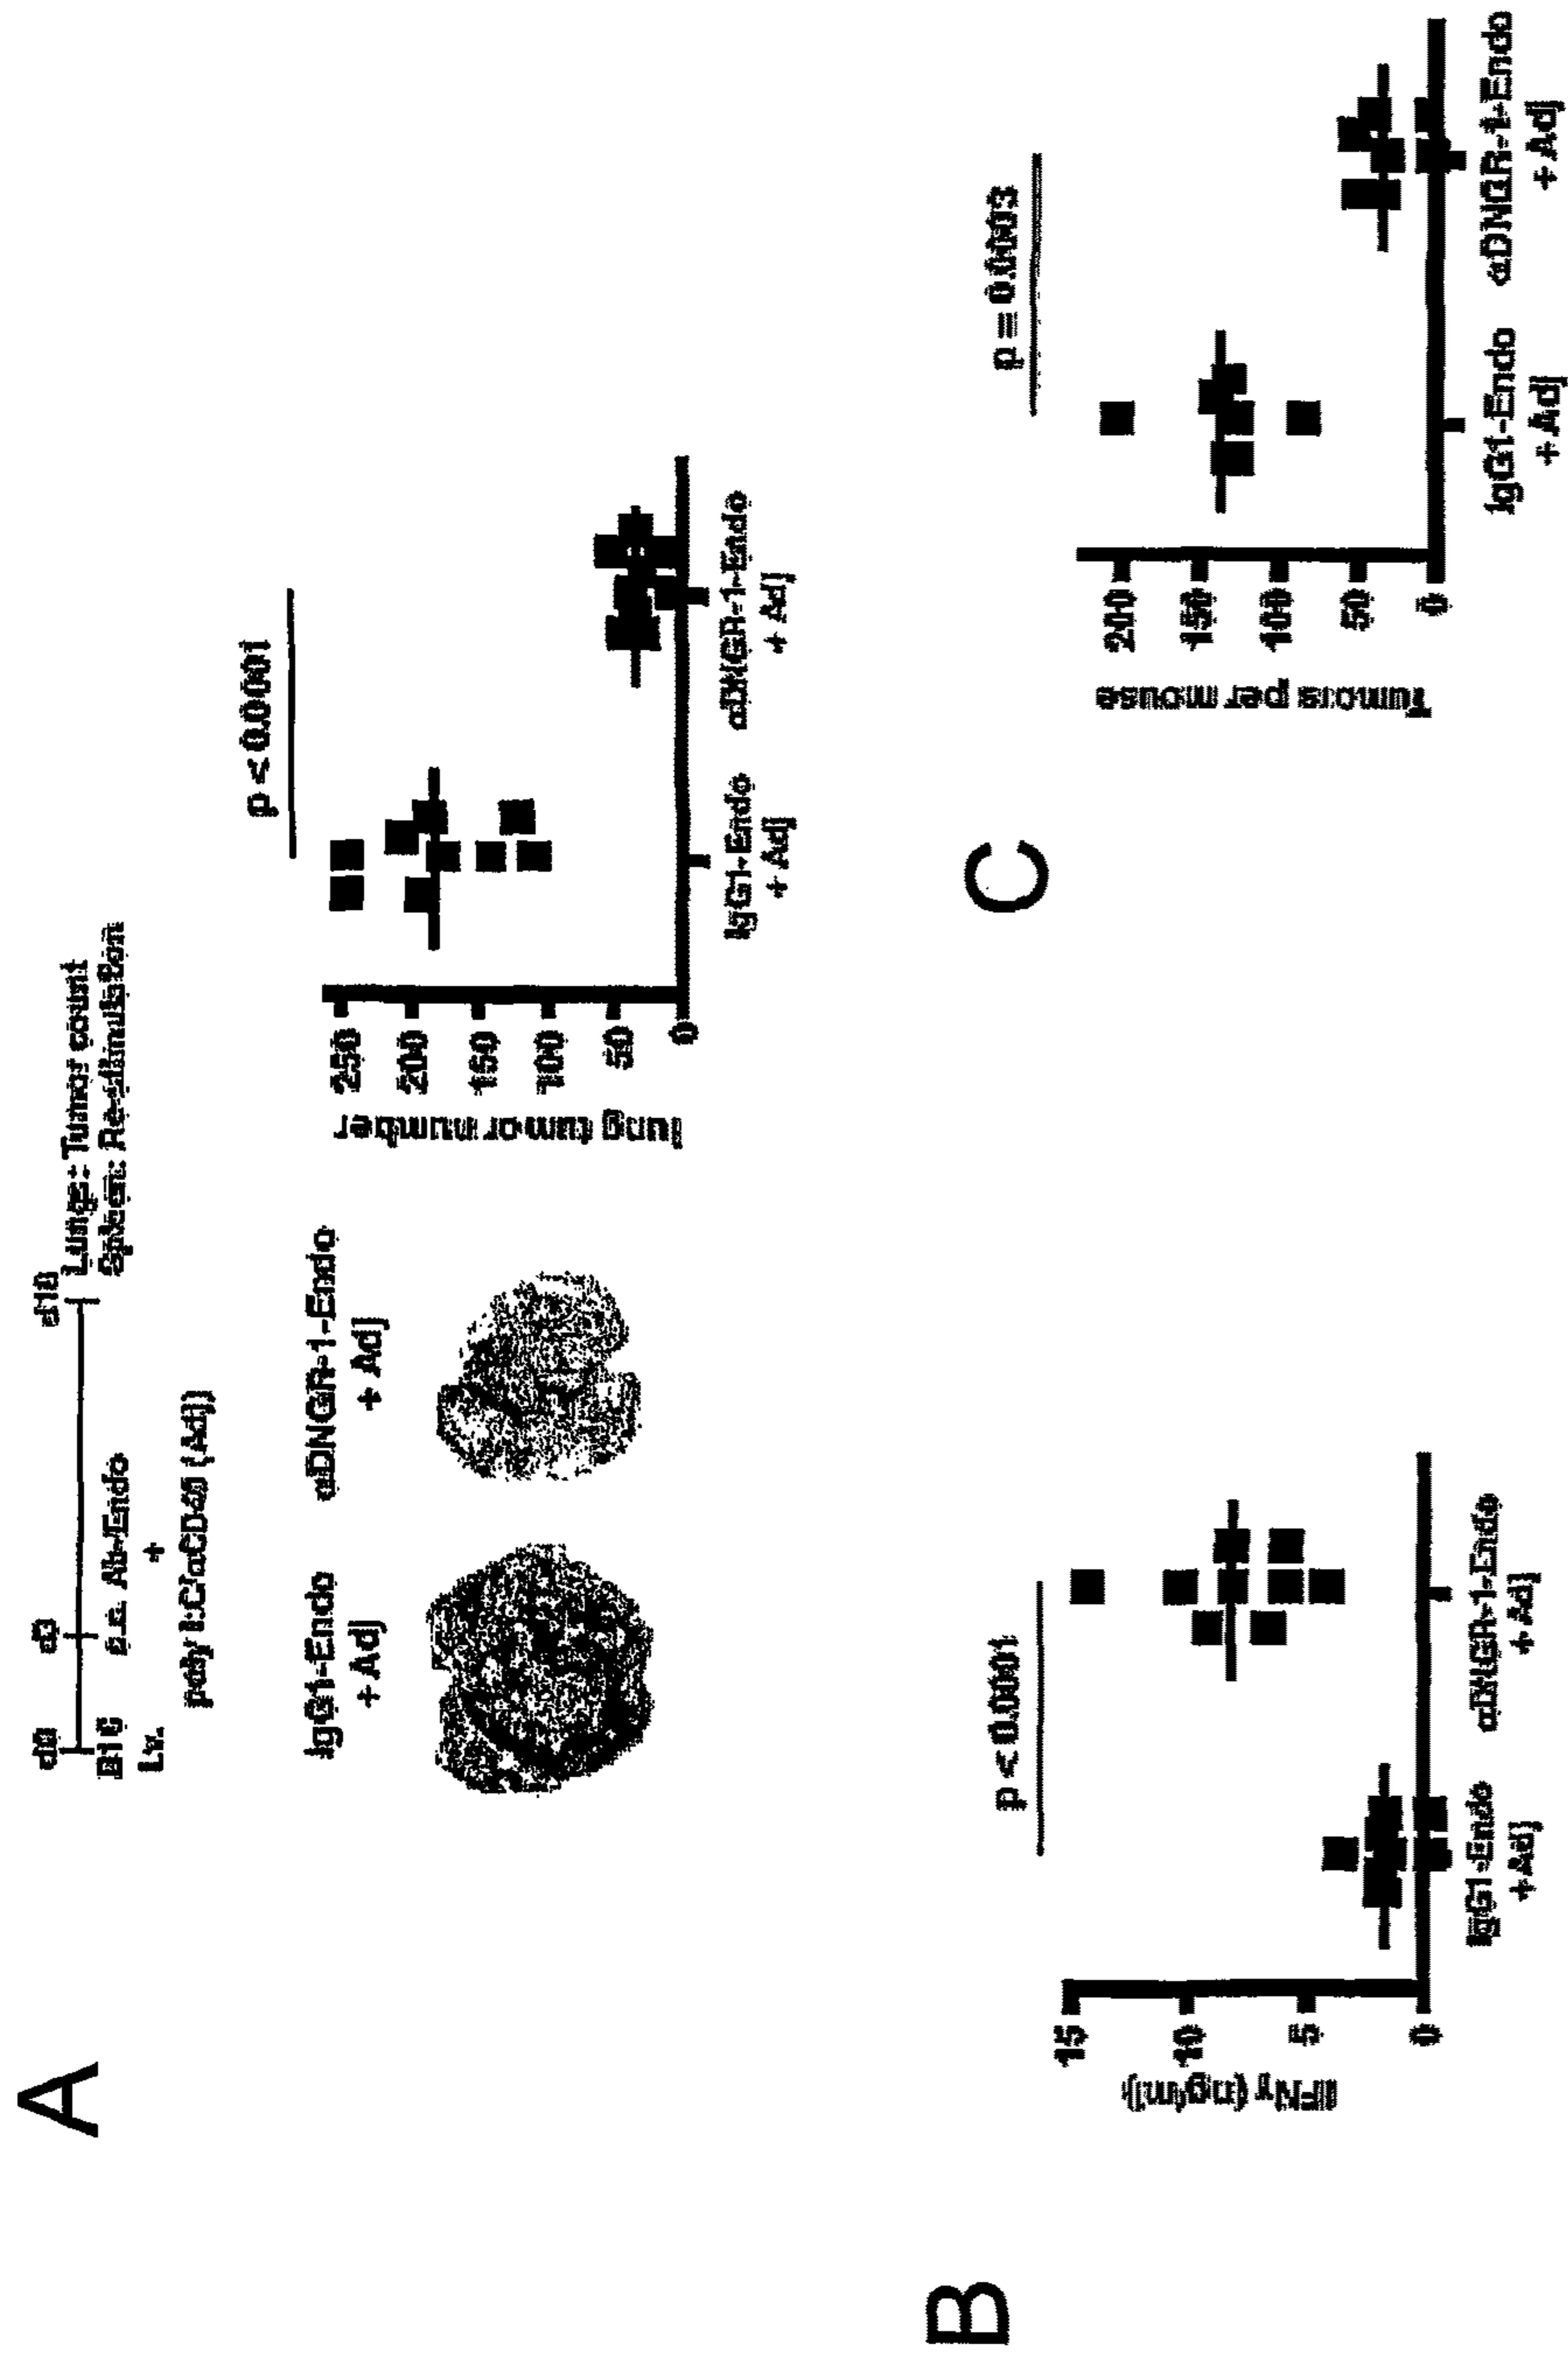 A
d0
d3
B16
i.v.
s.c. Ab-Endo
+
poly I:C/αCD40 (Adj)
Lungs: Tumor count
Spleen: Re-stimulation
IgG1-Endo
+ Adj
αDNGR-1-Endo
+ Adj
lung tumor number
250
200
150
100
50
0
p < 0.0001
IgG1-Endo
+ Adj
αDNGR-1-Endo
+ Adj
B
IFNγ (ng/ml)
15
10
5
0
p < 0.0001
IgG1-Endo
+ Adj
αDNGR-1-Endo
+ Adj
C
Tumors per mouse
200
150
100
50
0
p = 0.0003
IgG1-Endo
+ Adj
αDNGR-1-Endo
+ Adj